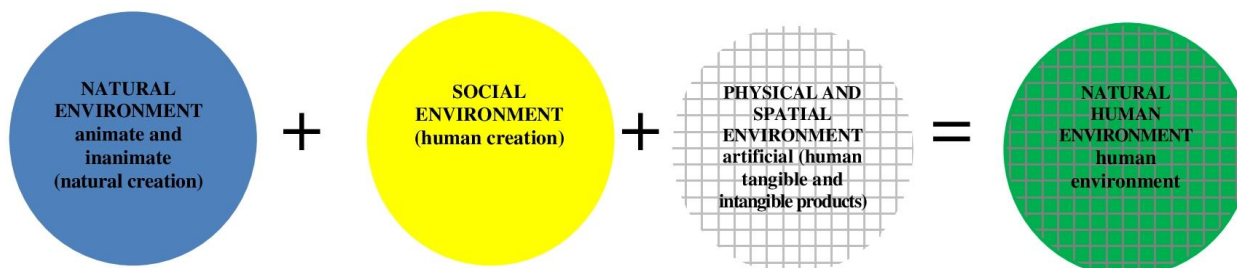 NATURAL
ENVIRONMENT
animate and
inanimate
(natural creation)
+
SOCIAL
ENVIRONMENT
(human creation)
+
PHYSICAL AND
SPATIAL
ENVIRONMENT
artificial (human
tangible and
intangible products)
=
NATURAL
HUMAN
ENVIRONMENT
human
environment